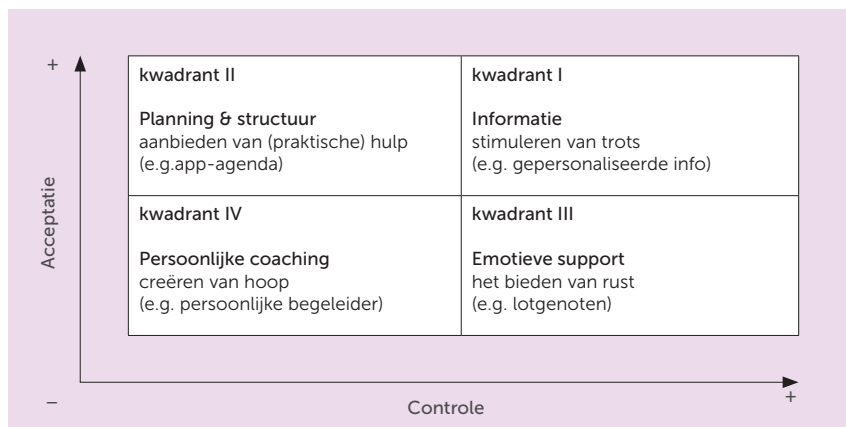 +
kwadrant II
Planning & structuur
aanbieden van (praktische) hulp
(e.g.app-agenda)
kwadrant I
Informatie
stimuleren van trots
(e.g. gepersonaliseerde info)
Acceptatie
kwadrant IV
Persoonlijke coaching
creëren van hoop
(e.g. persoonlijke begeleider)
kwadrant III
Emotieve support
het bieden van rust
(e.g. lotgenoten)
–
Controle
+